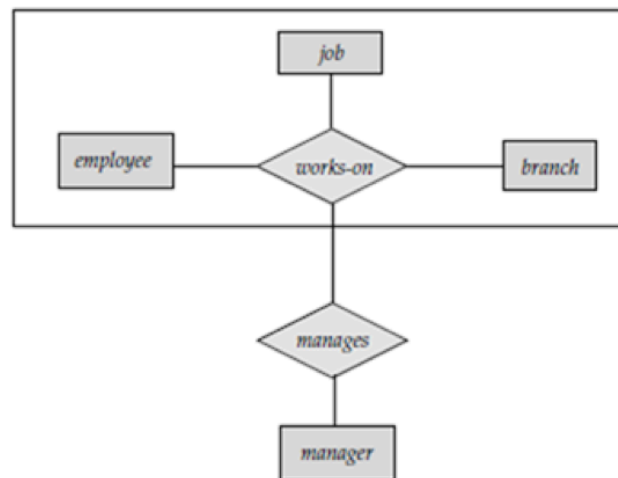 job
employee
works-on
branch
manages
manager